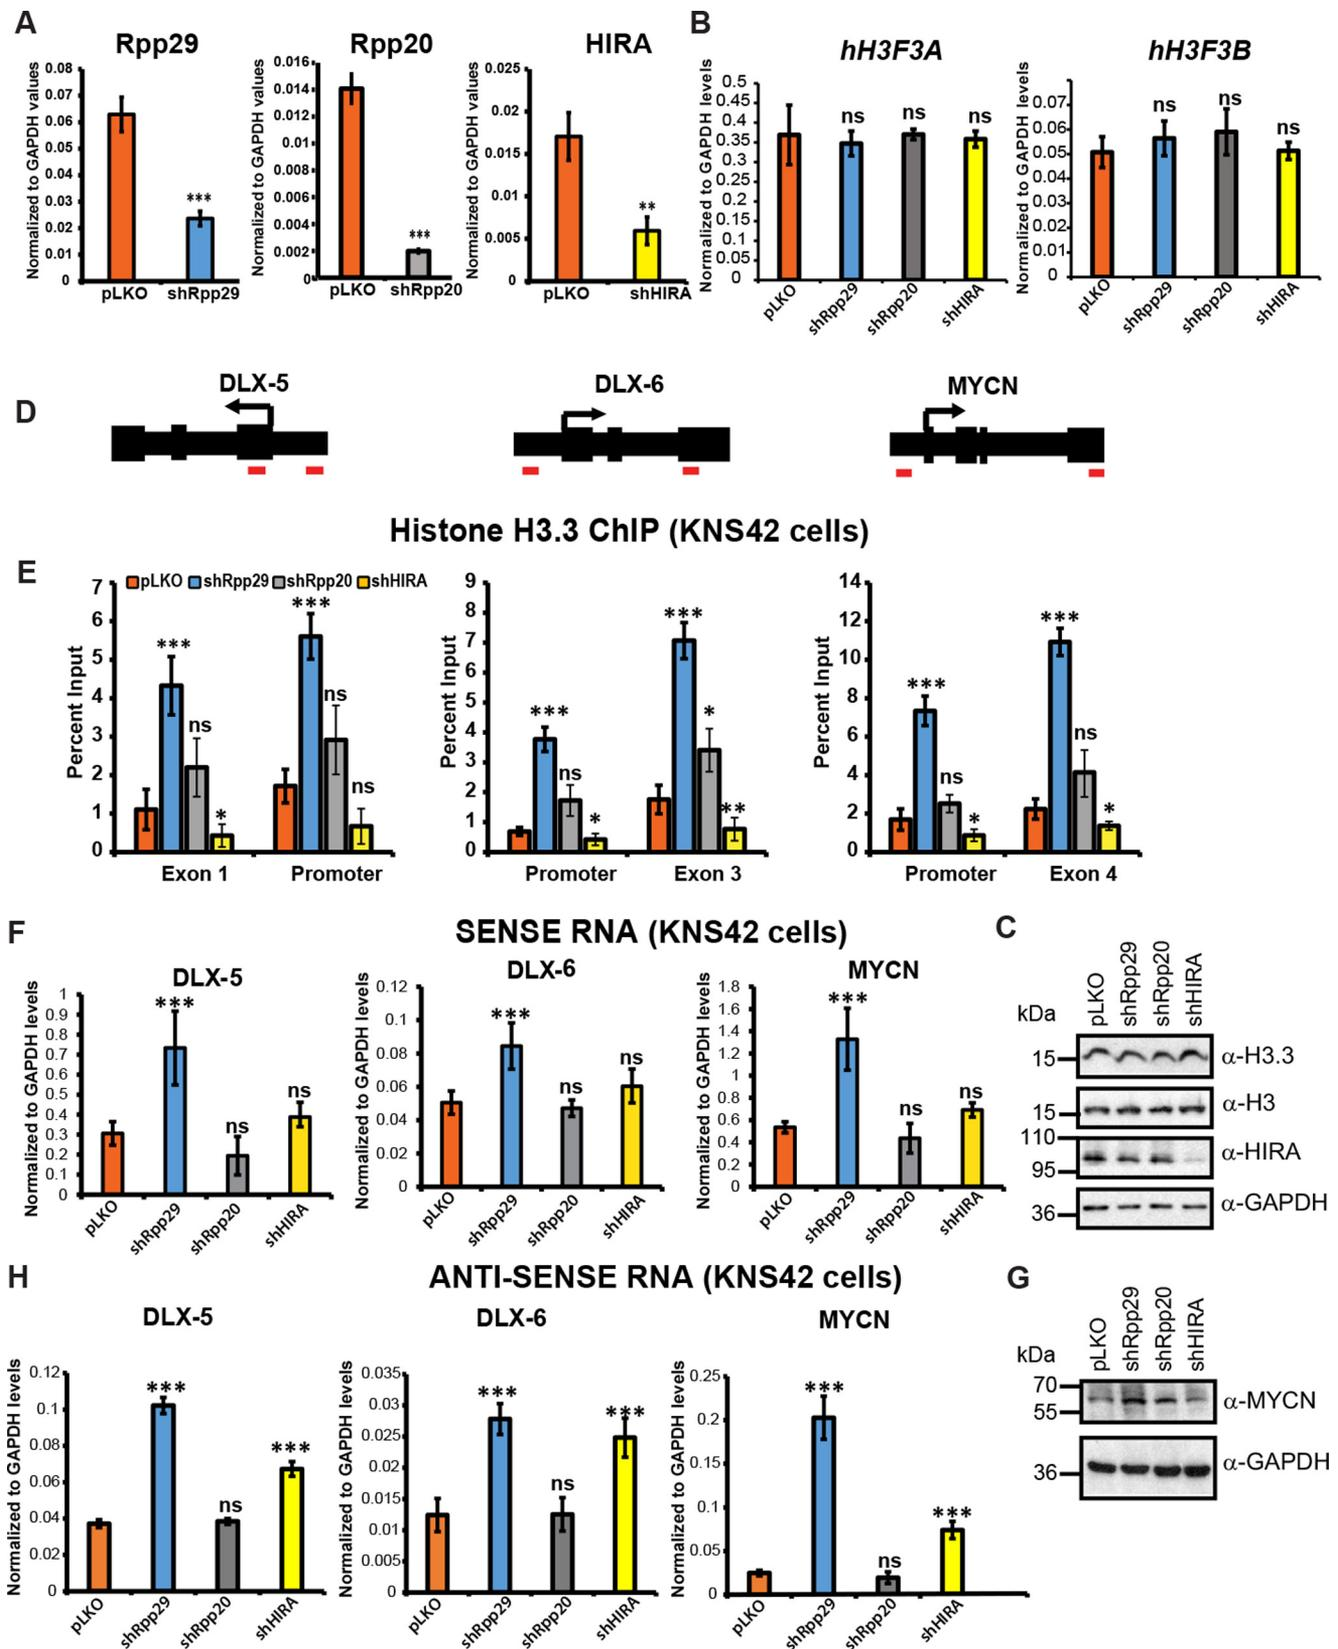 A
Rpp29
Normalized to GAPDH values
0.08
0.07
0.06
0.05
0.04
0.03
0.02
0.01
0
***
pLKO shRpp29
Rpp20
Normalized to GAPDH values
0.016
0.014
0.012
0.01
0.008
0.006
0.004
0.002
0
***
pLKO shRpp20
HIRA
Normalized to GAPDH values
0.025
0.02
0.015
0.01
0.005
0
**
pLKO shHIRA
B
hH3F3A
Normalized to GAPDH levels
0.5
0.45
0.4
0.35
0.3
0.25
0.2
0.15
0.1
0.05
0
ns ns ns
pLKO shRpp29 shRpp20 shHIRA
hH3F3B
Normalized to GAPDH levels
0.07
0.06
0.05
0.04
0.03
0.02
0.01
0
ns ns ns
pLKO shRpp29 shRpp20 shHIRA
D
DLX-5
DLX-6
MYCN
Histone H3.3 ChIP (KNS42 cells)
E
pLKO shRpp29 shRpp20 shHIRA
Percent Input
7
6
5
4
3
2
1
0
*** ns * *** ns ns
Exon 1 Promoter
Percent Input
9
8
7
6
5
4
3
2
1
0
*** ns * *** * **
Promoter Exon 3
Percent Input
14
12
10
8
6
4
2
0
*** ns * *** ns *
Promoter Exon 4
F
SENSE RNA (KNS42 cells)
DLX-5
Normalized to GAPDH levels
1
0.9
0.8
0.7
0.6
0.5
0.4
0.3
0.2
0.1
0
*** ns ns
pLKO shRpp29 shRpp20 shHIRA
DLX-6
Normalized to GAPDH levels
0.12
0.1
0.08
0.06
0.04
0.02
0
*** ns ns
pLKO shRpp29 shRpp20 shHIRA
MYCN
Normalized to GAPDH levels
1.8
1.6
1.4
1.2
1
0.8
0.6
0.4
0.2
0
*** ns ns
pLKO shRpp29 shRpp20 shHIRA
C
kDa pLKO shRpp29 shRpp20 shHIRA
15 α-H3.3
15 α-H3
110
95 α-HIRA
36 α-GAPDH
H
ANTI-SENSE RNA (KNS42 cells)
DLX-5
Normalized to GAPDH levels
0.12
0.1
0.08
0.06
0.04
0.02
0
*** ns ***
pLKO shRpp29 shRpp20 shHIRA
DLX-6
Normalized to GAPDH levels
0.035
0.03
0.025
0.02
0.015
0.01
0.005
0
*** ns ***
pLKO shRpp29 shRpp20 shHIRA
MYCN
Normalized to GAPDH levels
0.25
0.2
0.15
0.1
0.05
0
*** ns ***
pLKO shRpp29 shRpp20 shHIRA
G
kDa pLKO shRpp29 shRpp20 shHIRA
70
55 α-MYCN
36 α-GAPDH